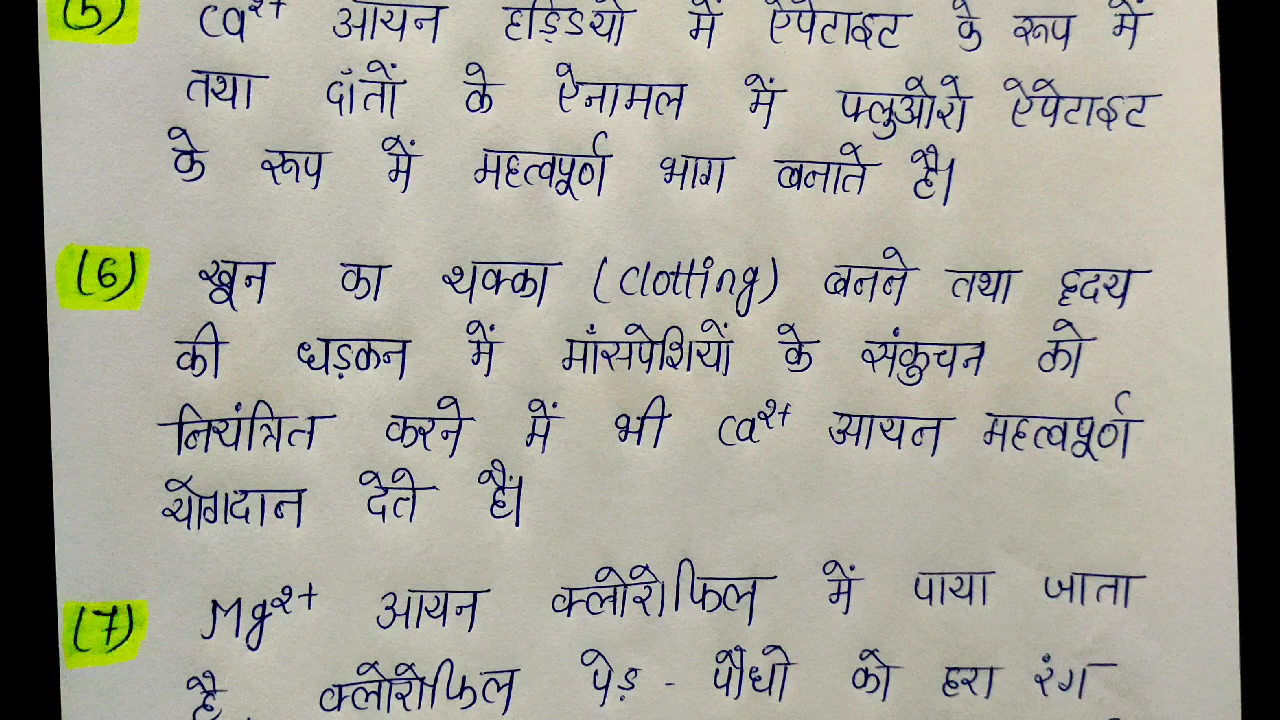 (5) Ca²⁺ आयन हड्डियों में ऐपेटाइट के रूप में
तथा दाँतों के ऐनामल में फ्लुओरो ऐपेटाइट
के रूप में महत्वपूर्ण भाग बनाते है।
(6) खून का थक्का (Clotting) बनने तथा हृदय
की धड़कन में माँसपेशियों के संकुचन को
नियंत्रित करने में भी Ca²⁺ आयन महत्वपूर्ण
योगदान देते हैं।
(7) Mg²⁺ आयन क्लोरोफिल में पाया जाता
है, क्लोरोफिल पेड़ - पौधो को हरा रंग